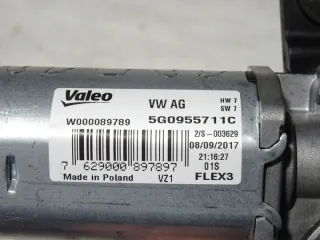 Valeo VW AG HW 7
SW 7
W000089789 5G0955711C
2/S-003629
08/09/2017
21:16:27
7 629000 897897 01S
Made in Poland VZ1 FLEX3